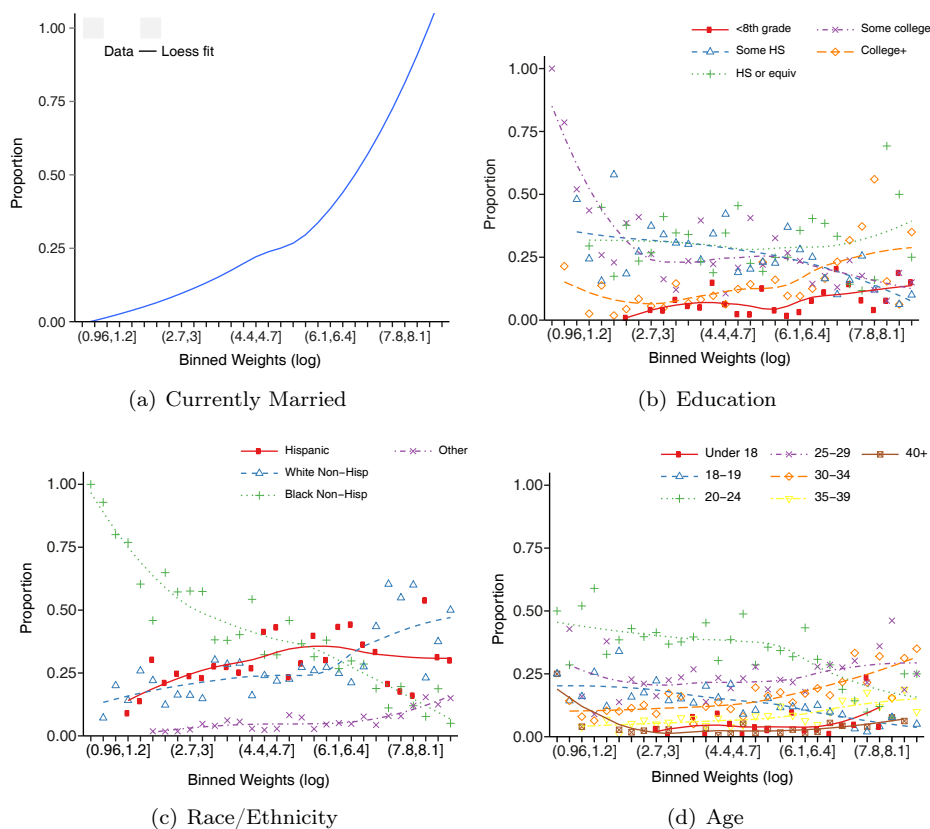 1.00
0.75
0.50
0.25
0.00
Proportion
Data — Loess fit
(0.96,1.2]
(2.7,3]
(4.4,4.7]
(6.1,6.4]
(7.8,8.1]
Binned Weights (log)
(a) Currently Married
<8th grade
Some HS
HS or equiv
Some college
College+
1.00
0.75
0.50
0.25
0.00
Proportion
(0.96,1.2]
(2.7,3]
(4.4,4.7]
(6.1,6.4]
(7.8,8.1]
Binned Weights (log)
(b) Education
Hispanic
White Non−Hisp
Black Non−Hisp
Other
1.00
0.75
0.50
0.25
0.00
Proportion
(0.96,1.2]
(2.7,3]
(4.4,4.7]
(6.1,6.4]
(7.8,8.1]
Binned Weights (log)
(c) Race/Ethnicity
Under 18
18−19
20−24
25−29
30−34
35−39
40+
1.00
0.75
0.50
0.25
0.00
Proportion
(0.96,1.2]
(2.7,3]
(4.4,4.7]
(6.1,6.4]
(7.8,8.1]
Binned Weights (log)
(d) Age